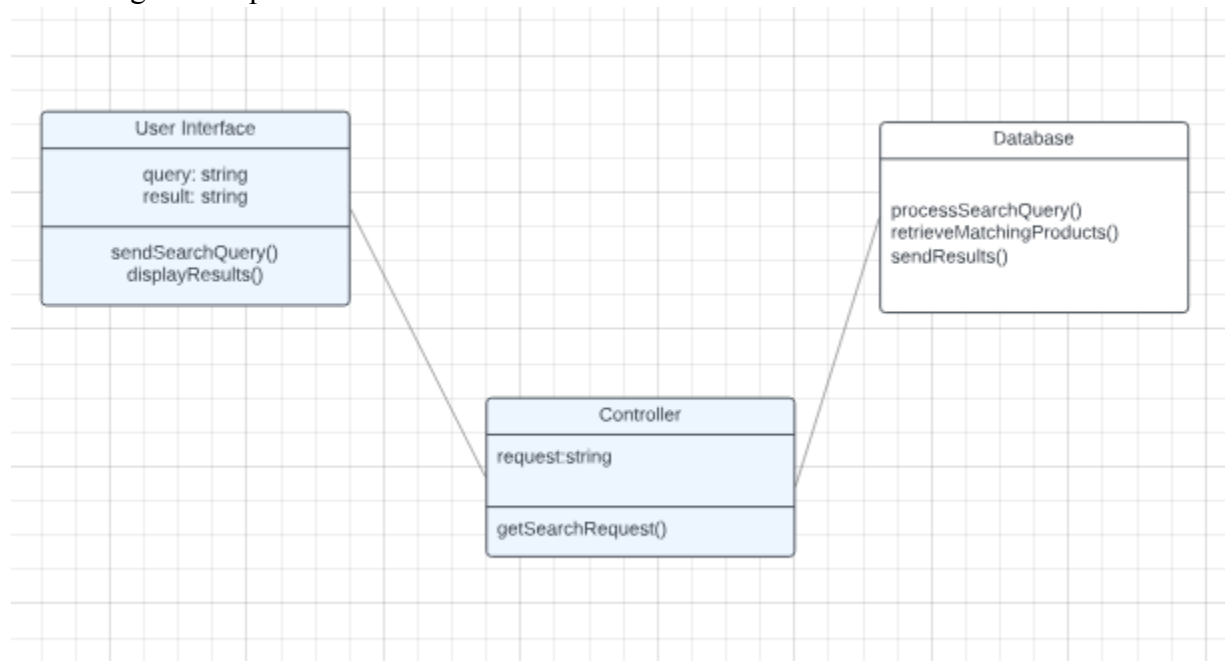 User Interface
query: string
result: string
sendSearchQuery()
displayResults()
Database
processSearchQuery()
retrieveMatchingProducts()
sendResults()
Controller
request:string
getSearchRequest()